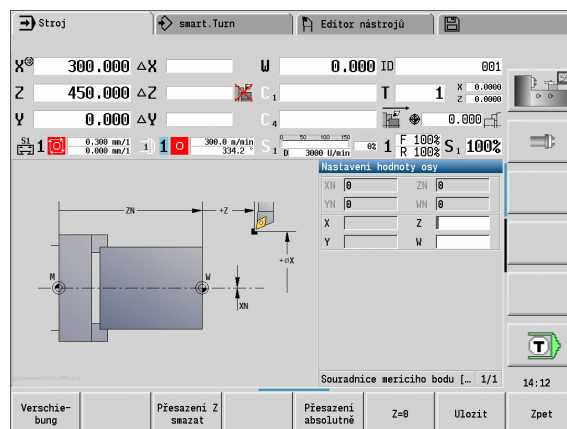 Stroj
smart.Turn
Editor nástrojů
X 300.000 ΔX W 0.000 ID 001
Z 450.000 ΔZ C1 T 1 X 0.0000
Z 0.0000
Y 0.000 ΔY C4 0.000
S1 1 0.300 mm/1 1 300.0 m/min S1 0 50 100 150 0% 1 F 100% S1 100%
0.000 mm/1 334.2 ° D 3000 U/min R 100%
Nastavení hodnoty osy
XN 0 ZN 0
YN 0 WN 0
X Z
Y W
ZN +Z
+øX
M W
XN
Souradnice mericiho bodu [… 1/1
14:12
Verschie-
bung
Přesazení Z
smazat
Přesazení
absolutně
Z=0
Ulozit
Zpet
T